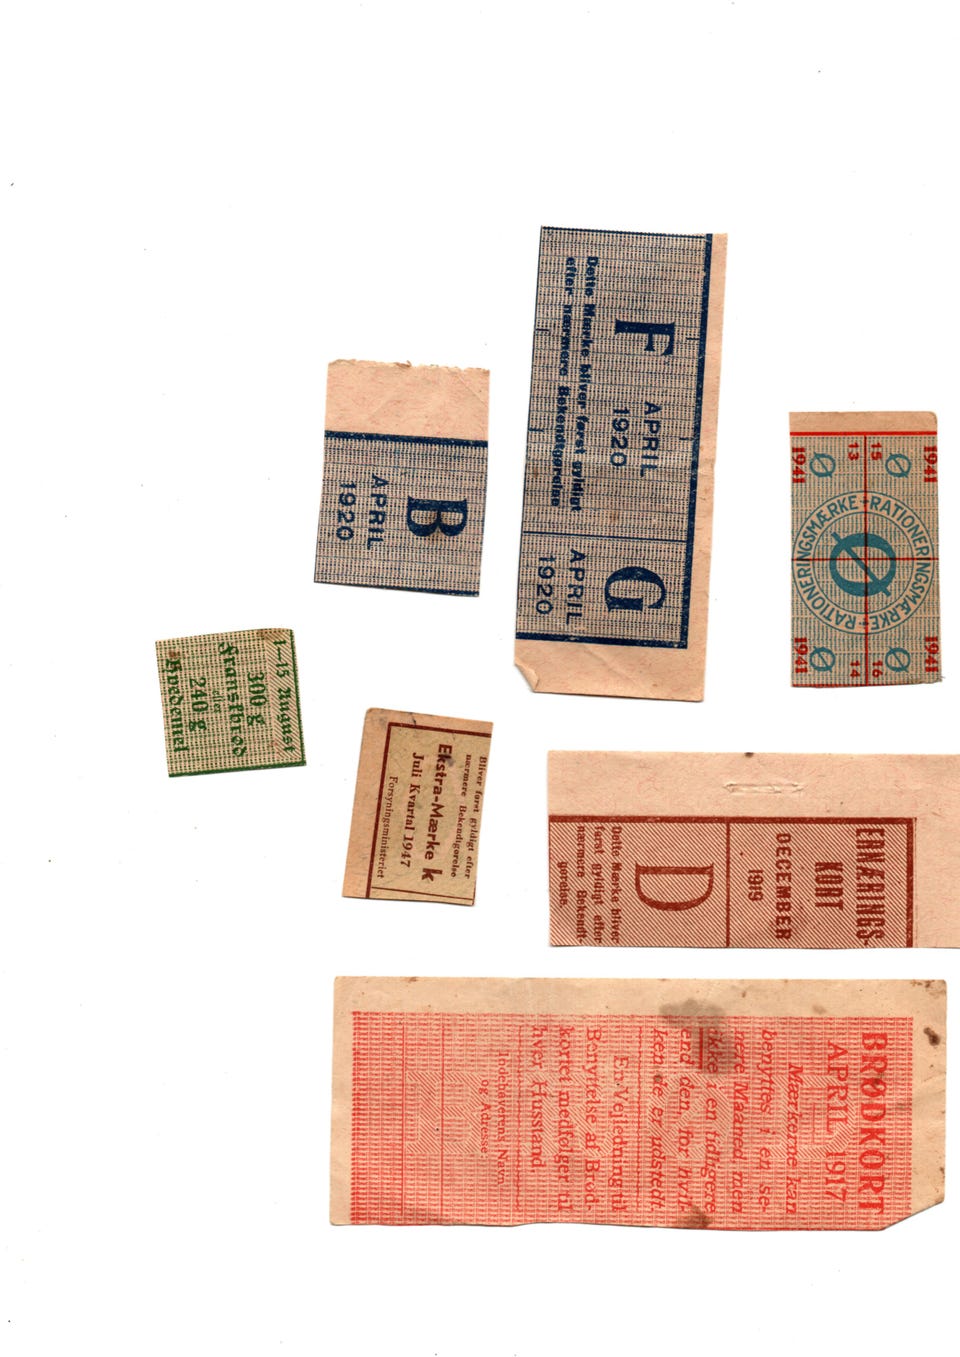 F
APRIL
1920
Dette Mærke bliver først gyldigt
efter nærmere Bekendtgørelse
G
APRIL
1920
B
APRIL
1920
1941
1941
15
13
Ø
Ø
RATIONERINGSMÆRKE · RATIONERINGSMÆRKE ·
Ø
16
14
Ø
Ø
1941
1941
1-15 August
300 g
Franskbrød
eller
240 g
Hvedemel
Bliver først gyldigt efter
nærmere Bekendtgørelse
Ekstra-Mærke k
Juli Kvartal 1947
Forsyningsministeriet
ERNÆRINGS-
KORT
DECEMBER
1919
D
Dette Mærke bliver
først gyldigt efter
nærmere Bekendt-
gørelse.
BRØDKORT
APRIL 1917
Mærkerne kan
benyttes i en se-
nere Maaned, men
ikke i en tidligere
end den, for hvil-
ken de er udstedt.
En Vejledning til
Benyttelse af Brød-
kortet medfølger til
hver Husstand.
Indehaverens Navn
og Adresse: